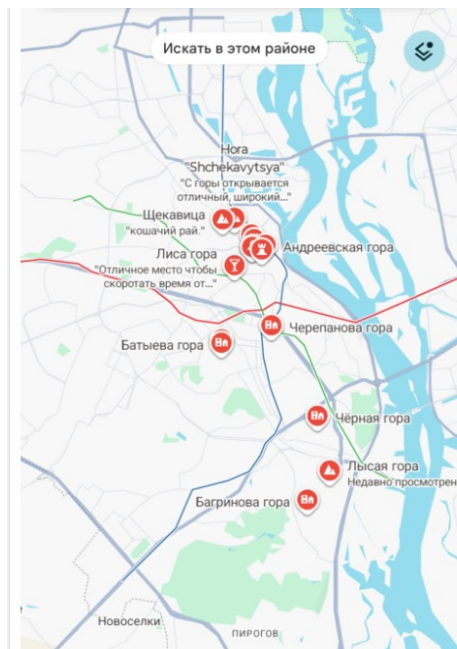 Искать в этом районе
Hora
"Shchekavytsya"
"С горы открывается
отличный, широкий..."
Щекавица
"кошачий рай."
Андреевская гора
Лиса гора
"Отличное место чтобы
скоротать время от..."
Черепанова гора
Батыева гора
Чёрная гора
Лысая гора
Недавно просмотрен
Багринова гора
Новоселки
ПИРОГОВ